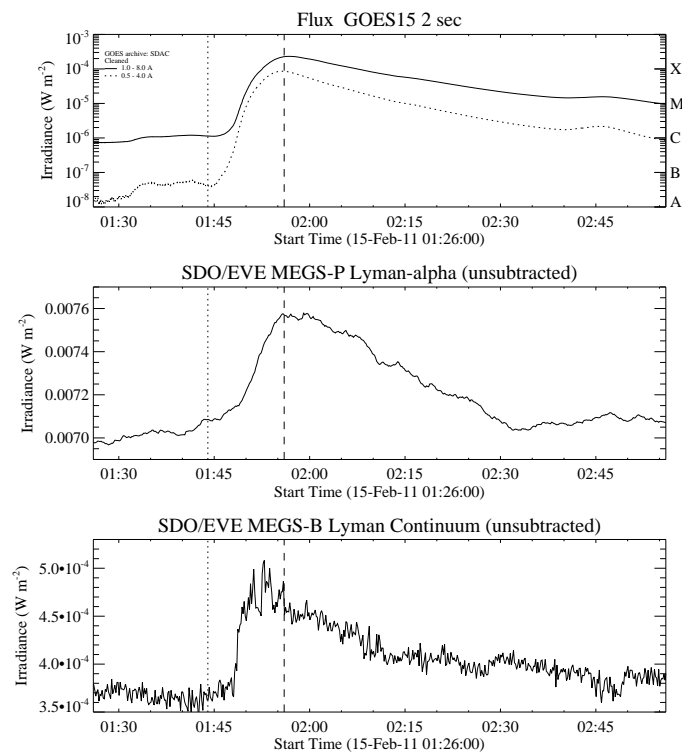 Flux GOES15 2 sec
GOES archive: SDAC
Cleaned
1.0 - 8.0 A
0.5 - 4.0 A
Irradiance (W m⁻²)
10⁻³
10⁻⁴
10⁻⁵
10⁻⁶
10⁻⁷
10⁻⁸
X
M
C
B
A
01:30 01:45 02:00 02:15 02:30 02:45
Start Time (15-Feb-11 01:26:00)
SDO/EVE MEGS-P Lyman-alpha (unsubtracted)
Irradiance (W m⁻²)
0.0076
0.0074
0.0072
0.0070
01:30 01:45 02:00 02:15 02:30 02:45
Start Time (15-Feb-11 01:26:00)
SDO/EVE MEGS-B Lyman Continuum (unsubtracted)
Irradiance (W m⁻²)
5.0•10⁻⁴
4.5•10⁻⁴
4.0•10⁻⁴
3.5•10⁻⁴
01:30 01:45 02:00 02:15 02:30 02:45
Start Time (15-Feb-11 01:26:00)